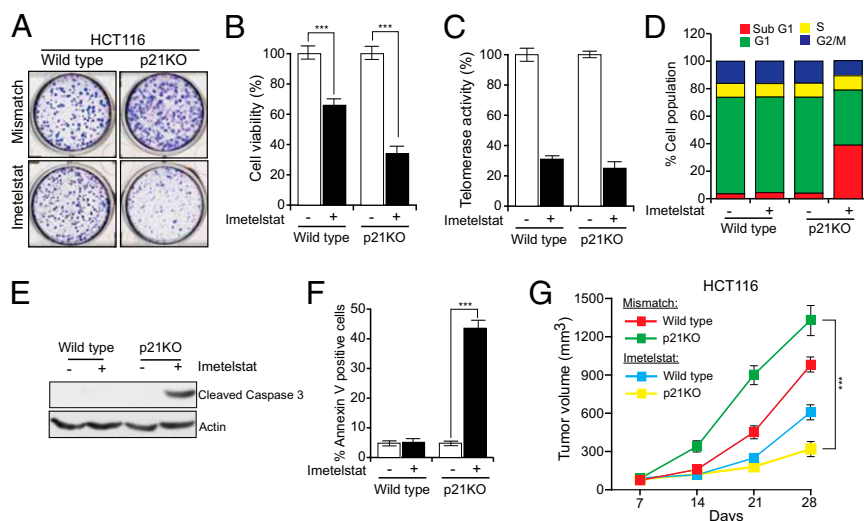 A
HCT116
Wild type p21KO
Mismatch
Imetelstat
B
Cell viability (%)
120
100
80
60
40
20
0
***
***
Imetelstat - + - +
Wild type p21KO
C
Telomerase activity (%)
120
100
80
60
40
20
0
Imetelstat - + - +
Wild type p21KO
D
Sub G1 S
G1 G2/M
% Cell population
120
100
80
60
40
20
0
Imetelstat - + - +
Wild type p21KO
E
Wild type p21KO
- + - + Imetelstat
Cleaved Caspase 3
Actin
F
% Annexin V positive cells
50
40
30
20
10
0
***
Imetelstat - + - +
Wild type p21KO
G
HCT116
Tumor volume (mm3)
1500
1200
900
600
300
0
Mismatch:
Wild type
p21KO
Imetelstat:
Wild type
p21KO
***
7 14 21 28
Days